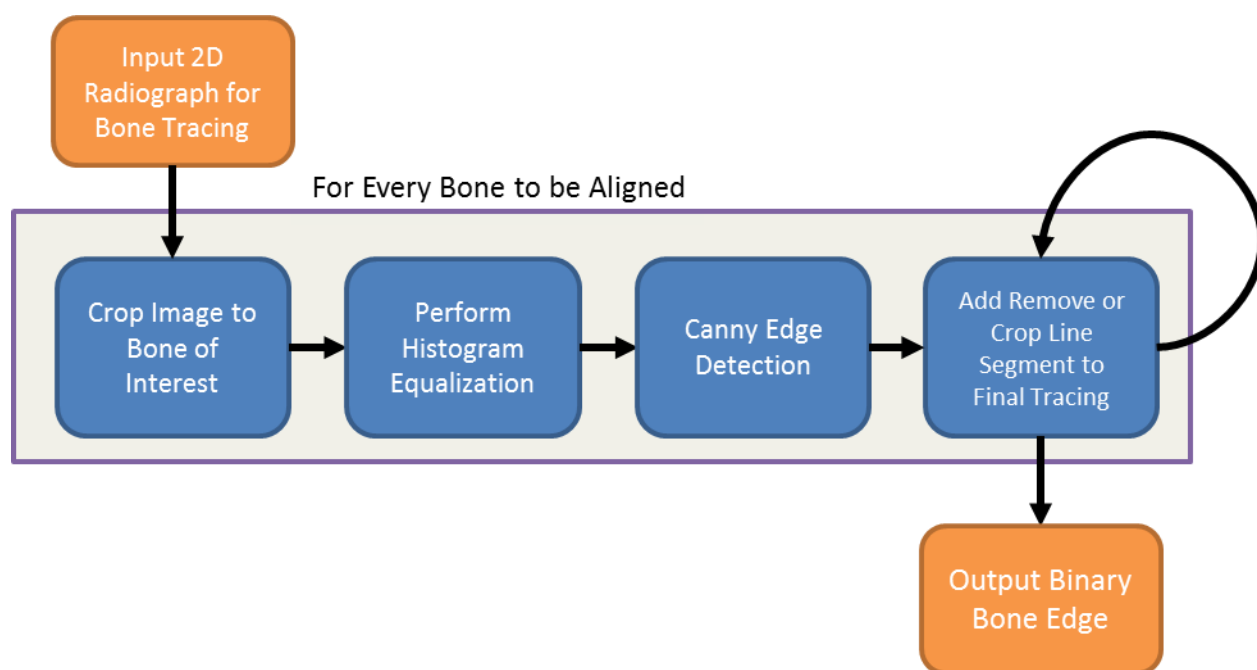 Input 2D
Radiograph for
Bone Tracing
For Every Bone to be Aligned
Crop Image to
Bone of
Interest
Perform
Histogram
Equalization
Canny Edge
Detection
Add Remove or
Crop Line
Segment to
Final Tracing
Output Binary
Bone Edge